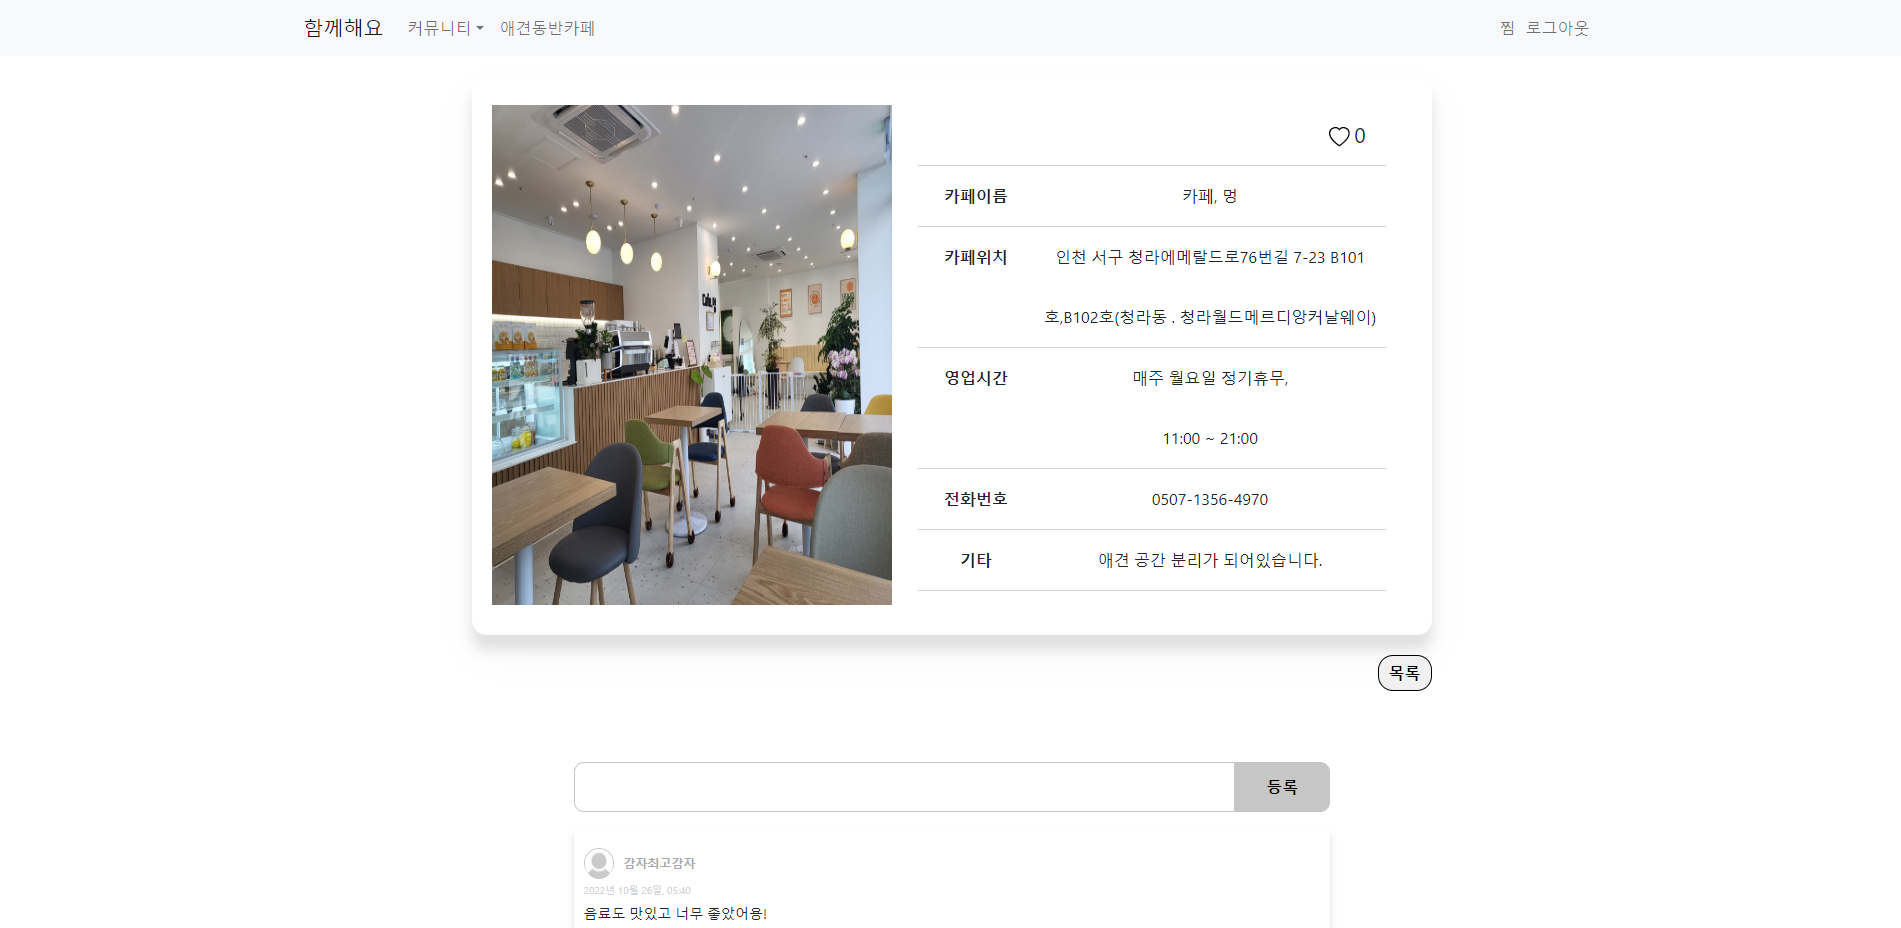 함께해요 커뮤니티 애견동반카페 찜 로그아웃
0
카페이름 카페, 멍
카페위치 인천 서구 청라에메랄드로76번길 7-23 B101
호,B102호(청라동 . 청라월드메르디앙커낼웨이)
영업시간 매주 월요일 정기휴무,
11:00 ~ 21:00
전화번호 0507-1356-4970
기타 애견 공간 분리가 되어있습니다.
목록
등록
감자최고감자
2022년 10월 26일, 05:40
음료도 맛있고 너무 좋았어용!